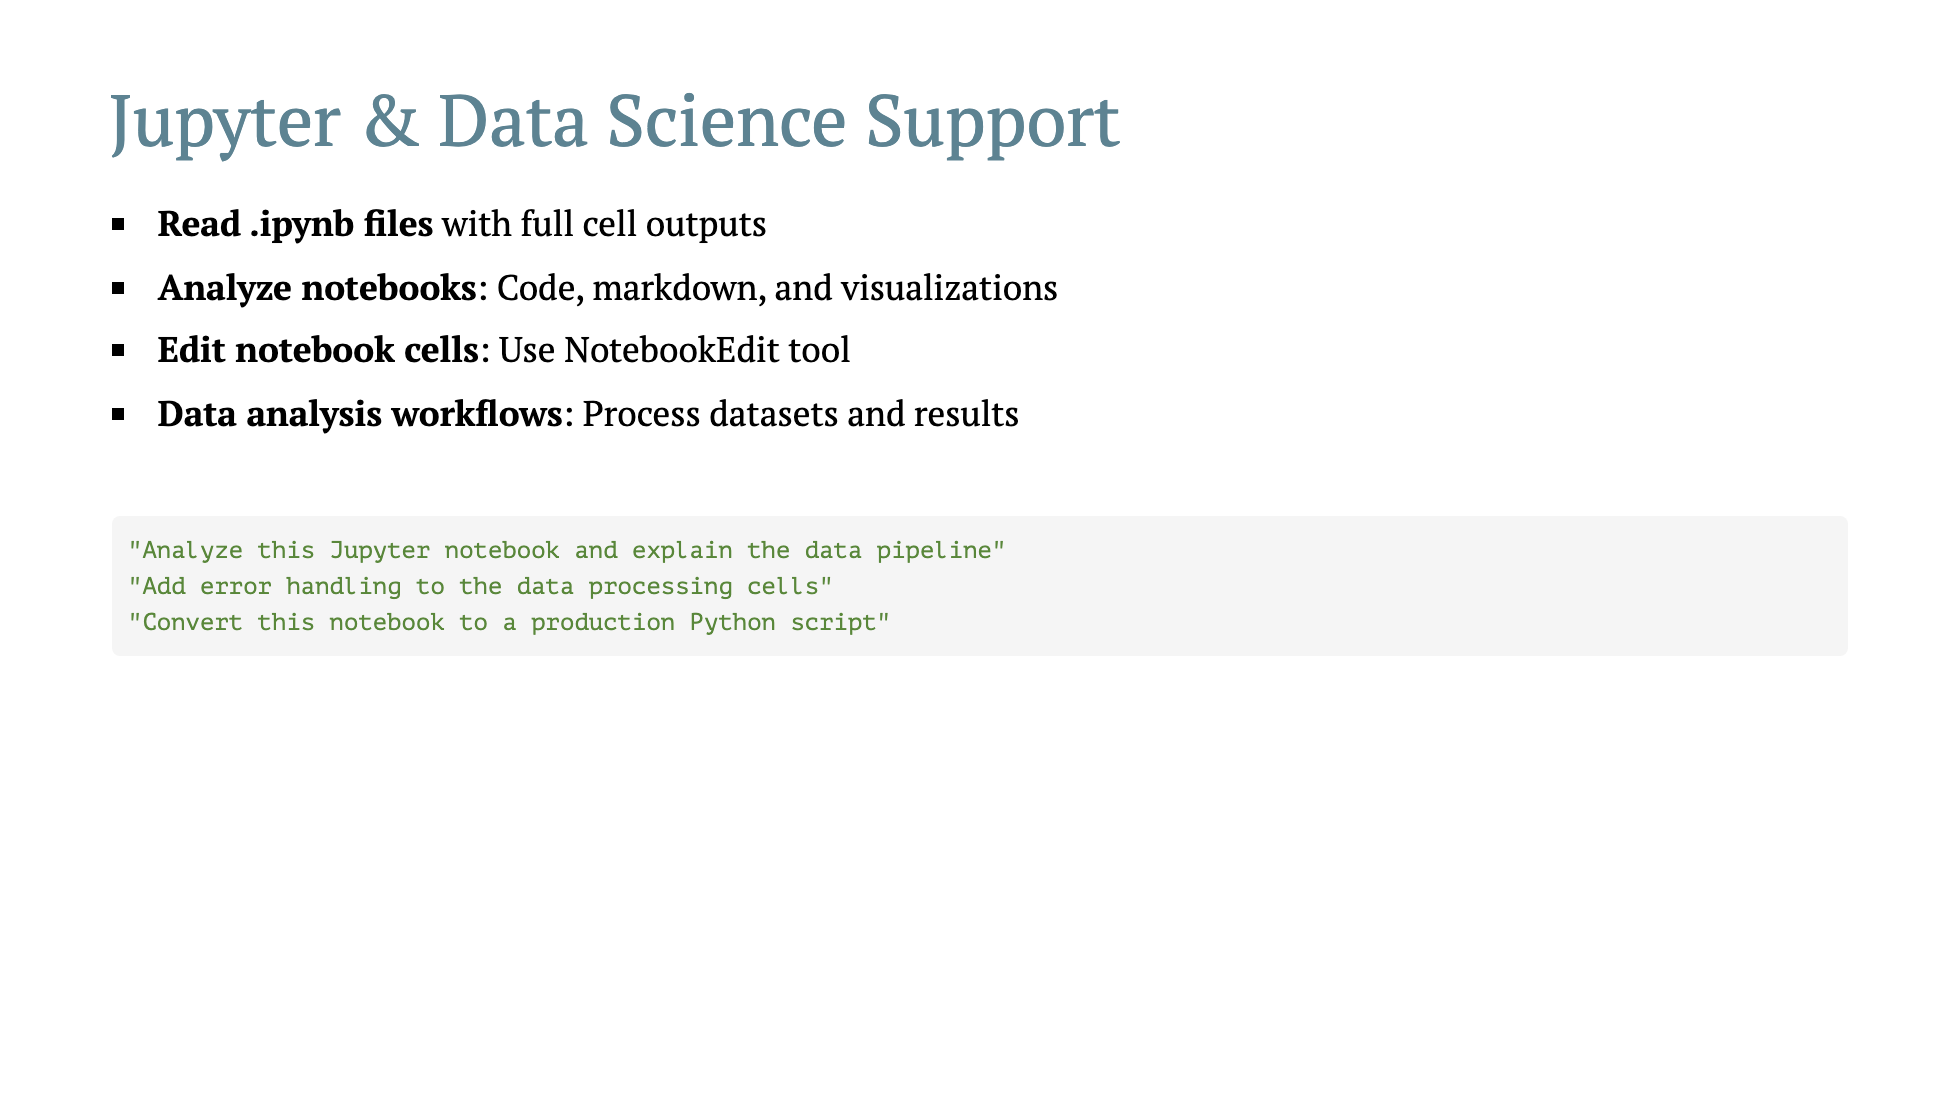 Jupyter & Data Science Support
▪ Read .ipynb files with full cell outputs
▪ Analyze notebooks: Code, markdown, and visualizations
▪ Edit notebook cells: Use NotebookEdit tool
▪ Data analysis workflows: Process datasets and results
"Analyze this Jupyter notebook and explain the data pipeline"
"Add error handling to the data processing cells"
"Convert this notebook to a production Python script"